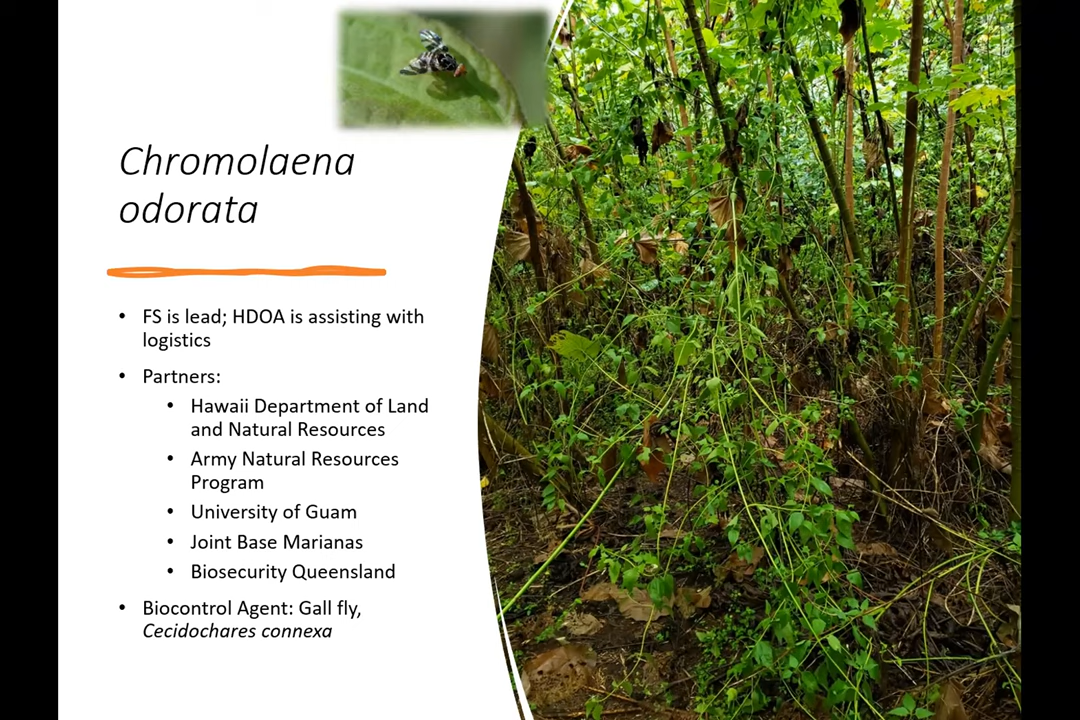 Chromolaena
odorata
• FS is lead; HDOA is assisting with
logistics
• Partners:
• Hawaii Department of Land
and Natural Resources
• Army Natural Resources
Program
• University of Guam
• Joint Base Marianas
• Biosecurity Queensland
• Biocontrol Agent: Gall fly,
Cecidochares connexa